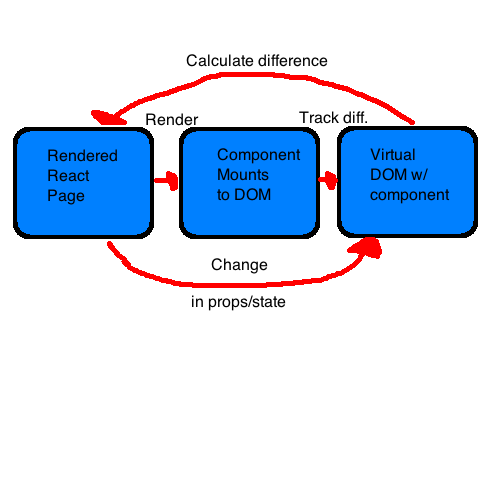 Calculate difference
Render
Track diff.
Rendered
React
Page
Component
Mounts
to DOM
Virtual
DOM w/
component
Change
in props/state